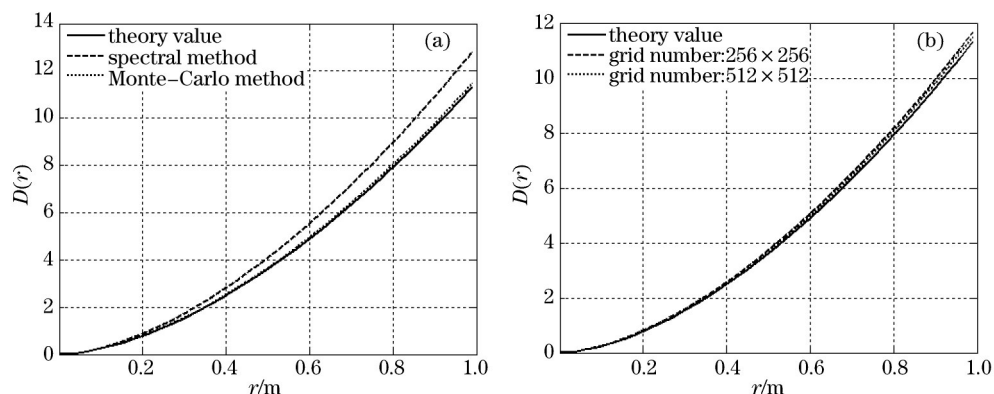 14
12
10
8
6
4
2
0
D(r)
theory value
spectral method
Monte-Carlo method
(a)
0.2
0.4
0.6
0.8
1.0
r/m
12
10
8
6
4
2
0
D(r)
theory value
grid number:256×256
grid number:512×512
(b)
0.2
0.4
0.6
0.8
1.0
r/m